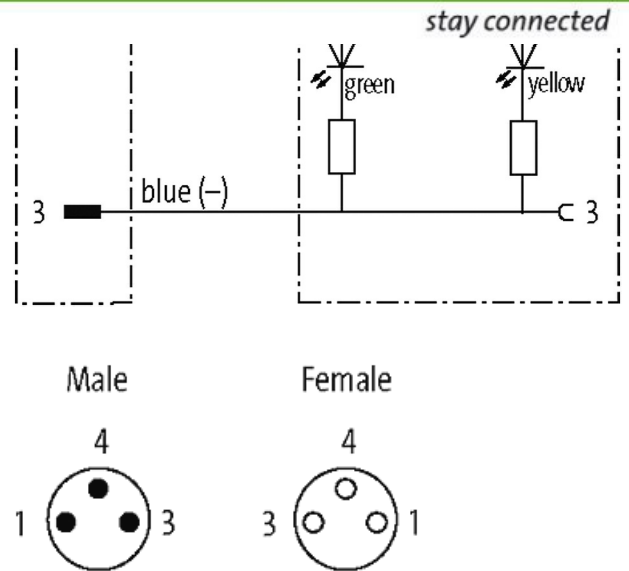 stay connected
green yellow
blue (–)
3 3
Male Female
4 4
1 3 3 1